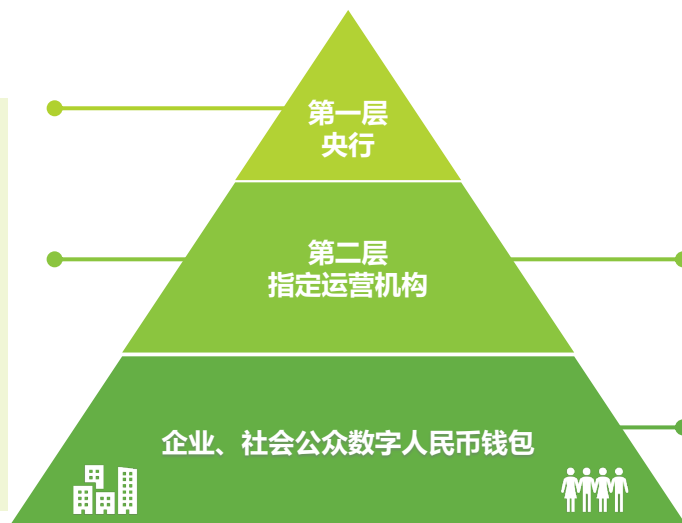 第一层
央行
第二层
指定运营机构
企业、社会公众数字人民币钱包